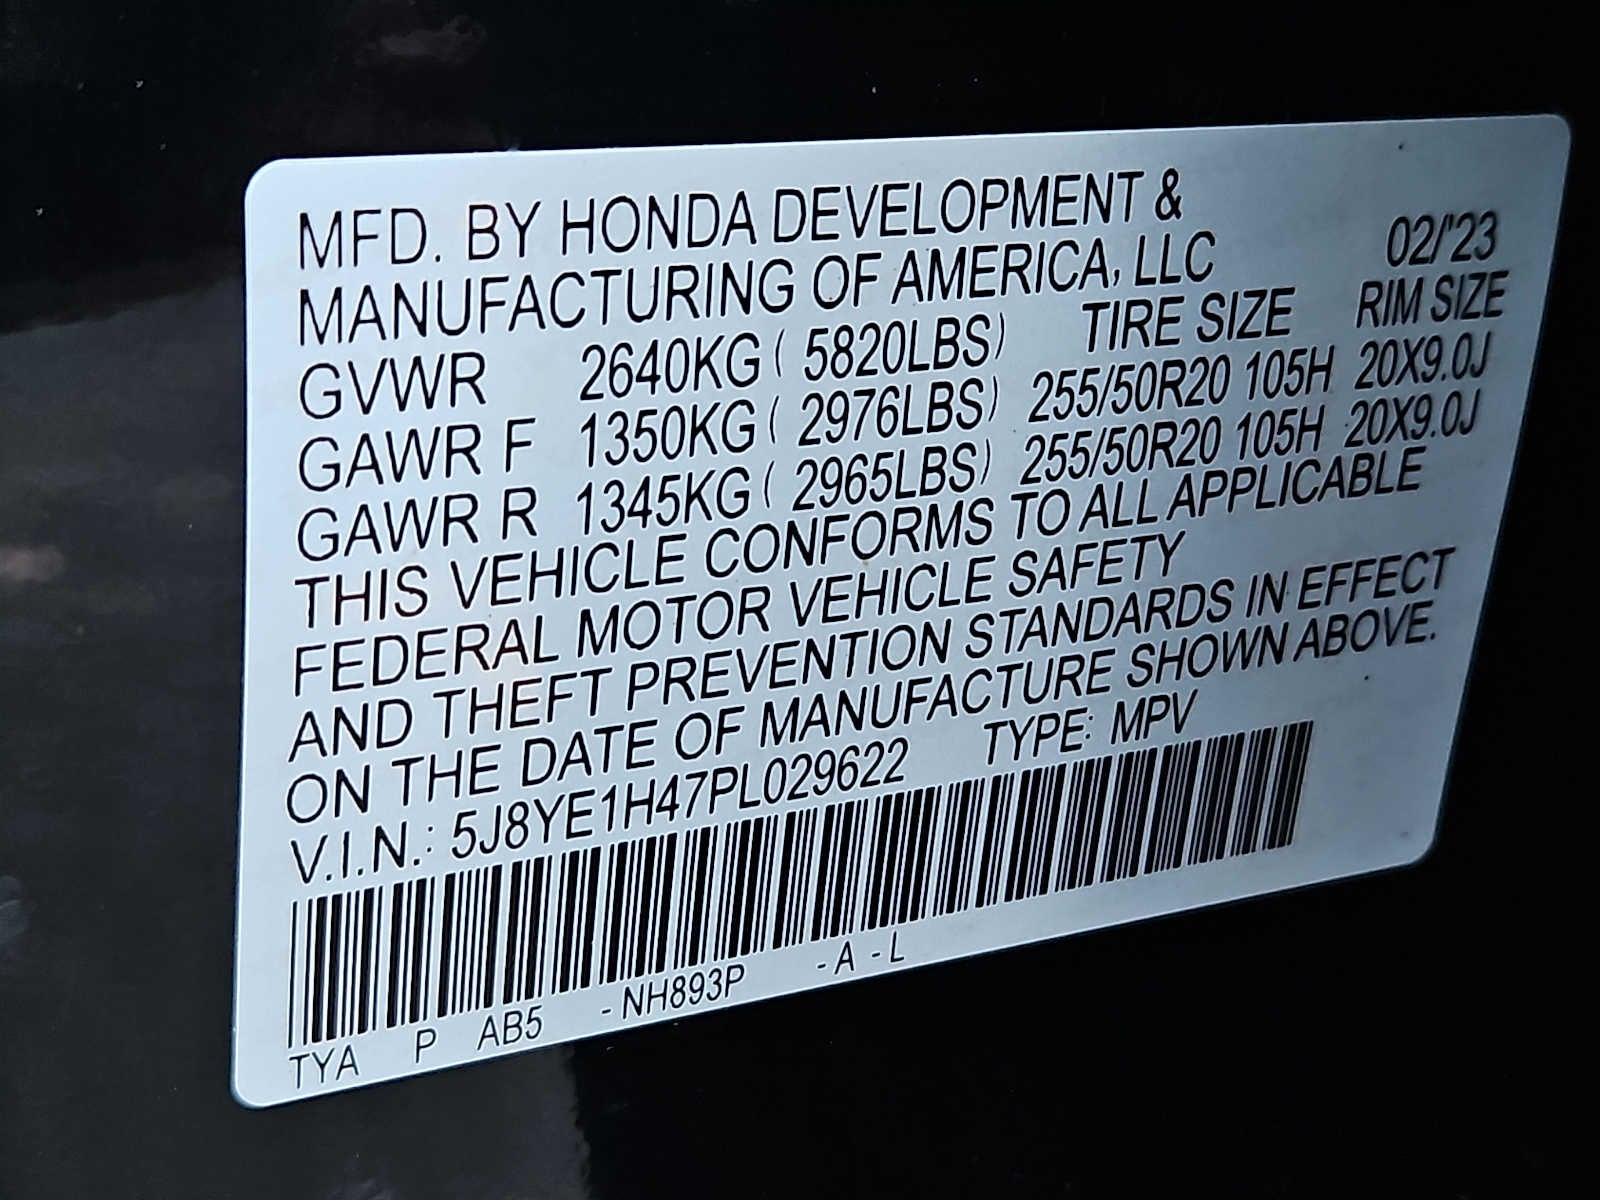 MFD. BY HONDA DEVELOPMENT &
MANUFACTURING OF AMERICA, LLC 02/'23
GVWR 2640KG ( 5820LBS) TIRE SIZE RIM SIZE
GAWR F 1350KG ( 2976LBS) 255/50R20 105H 20X9.0J
GAWR R 1345KG ( 2965LBS) 255/50R20 105H 20X9.0J
THIS VEHICLE CONFORMS TO ALL APPLICABLE
FEDERAL MOTOR VEHICLE SAFETY
AND THEFT PREVENTION STANDARDS IN EFFECT
ON THE DATE OF MANUFACTURE SHOWN ABOVE.
V.I.N.: 5J8YE1H47PL029622 TYPE: MPV
TYA P AB5 -NH893P -A -L